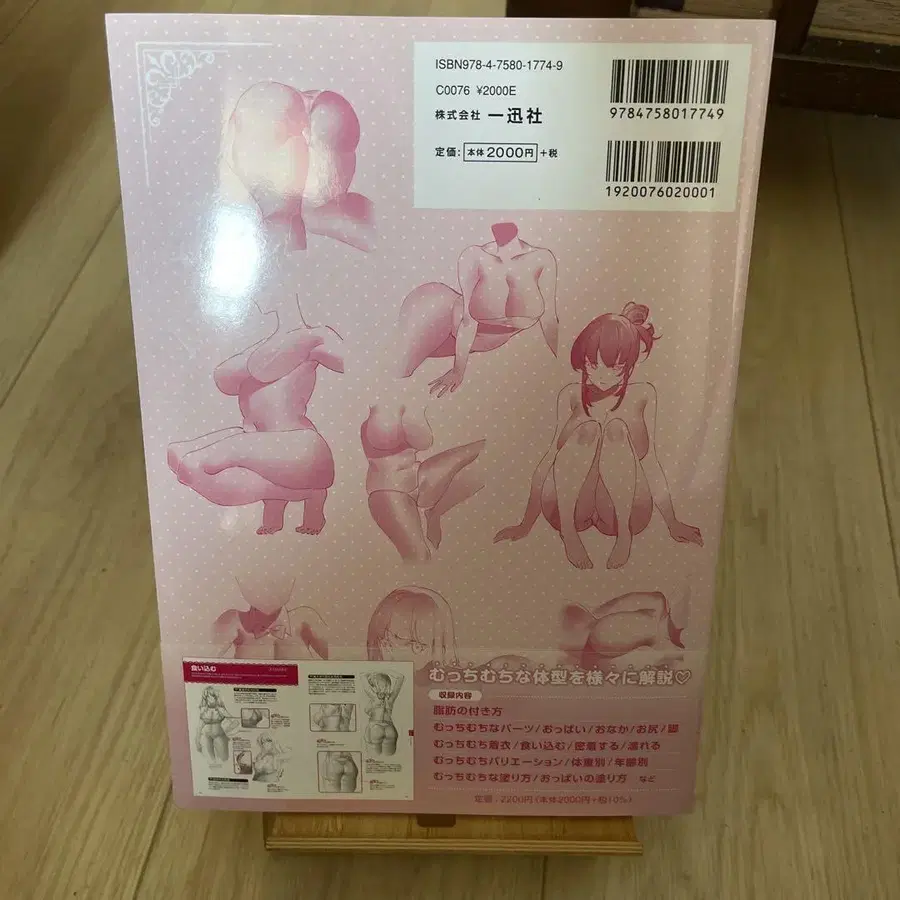 ISBN978-4-7580-1774-9
C0076 ¥2000E
株式会社 一迅社
定価: 本体2000円 +税
9784758017749
1920076020001
食い込む
むっちむちな体型を様々に解説♡
収録内容
脂肪の付き方
むっちむちなパーツ/おっぱい/おなか/お尻/脚
むっちむち着衣/食い込む/密着する/濡れる
むっちむちバリエーション/体重別/年齢別
むっちむちな塗り方/おっぱいの塗り方 など
定価:2200円(本体2000円+税10%)